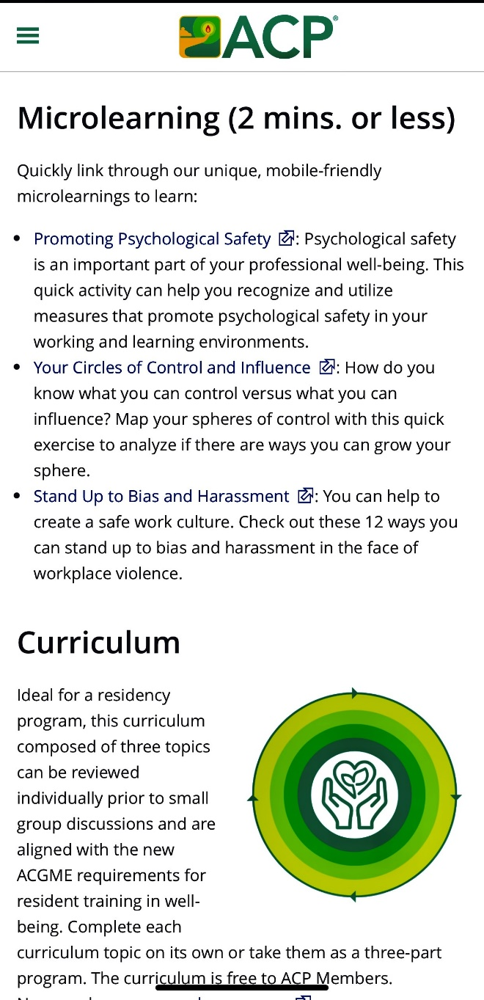 ACP®
Microlearning (2 mins. or less)
Quickly link through our unique, mobile-friendly
microlearnings to learn:
• Promoting Psychological Safety : Psychological safety
is an important part of your professional well-being. This
quick activity can help you recognize and utilize
measures that promote psychological safety in your
working and learning environments.
• Your Circles of Control and Influence : How do you
know what you can control versus what you can
influence? Map your spheres of control with this quick
exercise to analyze if there are ways you can grow your
sphere.
• Stand Up to Bias and Harassment : You can help to
create a safe work culture. Check out these 12 ways you
can stand up to bias and harassment in the face of
workplace violence.
Curriculum
Ideal for a residency
program, this curriculum
composed of three topics
can be reviewed
individually prior to small
group discussions and are
aligned with the new
ACGME requirements for
resident training in well-
being. Complete each
curriculum topic on its own or take them as a three-part
program. The curriculum is free to ACP Members.